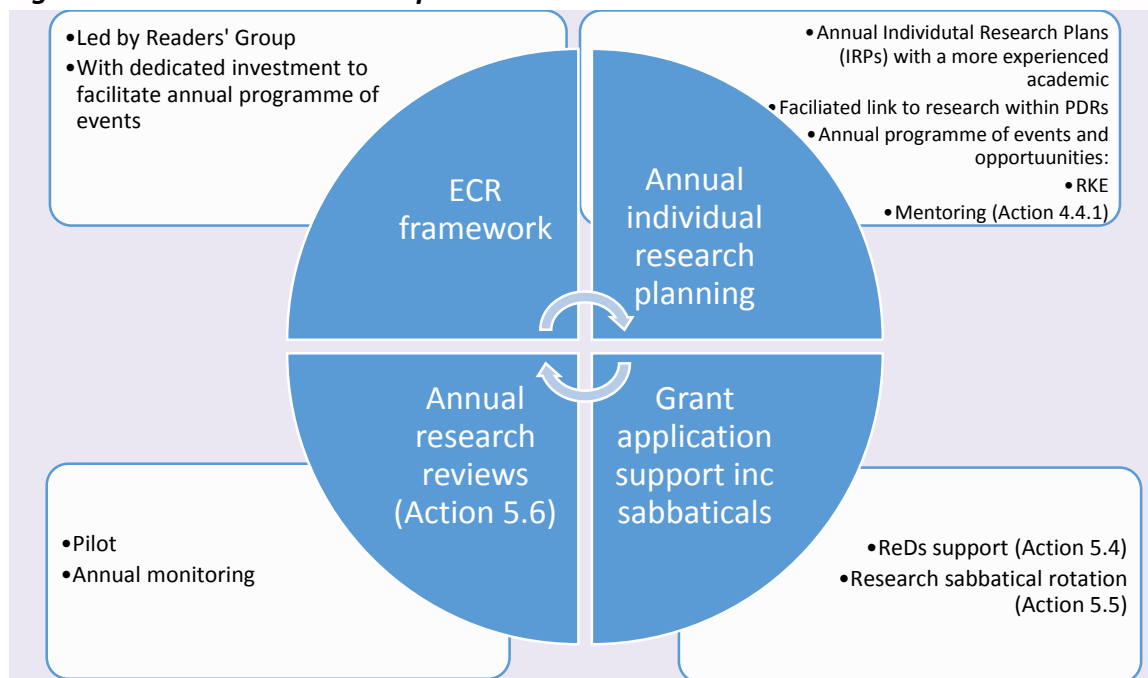 •Led by Readers' Group
•With dedicated investment to
facilitate annual programme of
events
•Annual Individutal Research Plans
(IRPs) with a more experienced
academic
•Faciliated link to research within PDRs
•Annual programme of events and
opportuunities:
•RKE
•Mentoring (Action 4.4.1)
ECR
framework
Annual
individual
research
planning
Annual
research
reviews
(Action 5.6)
Grant
application
support inc
sabbaticals
•Pilot
•Annual monitoring
•ReDs support (Action 5.4)
•Research sabbatical rotation
(Action 5.5)